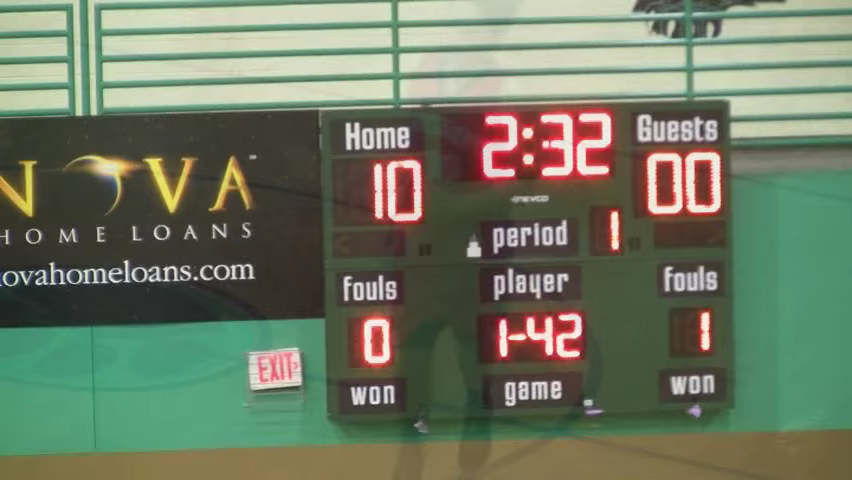 Home 2:32 Guests
10 00
NEVCO
period 1
fouls player fouls
0 1-42 1
won game won
NOVA
HOME LOANS
novahomeloans.com
EXIT